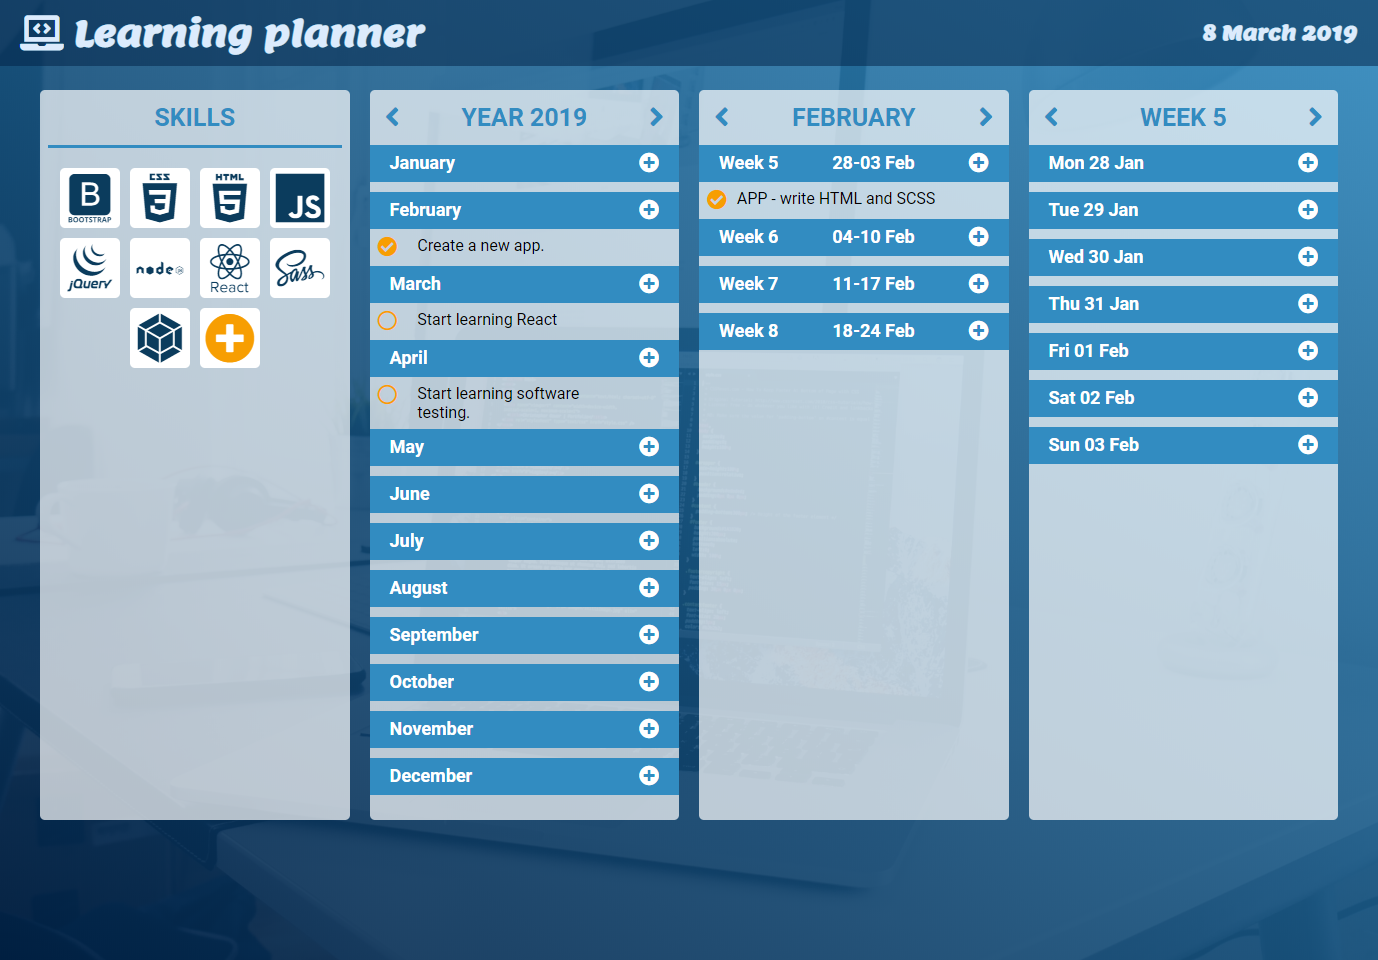 Learning planner
8 March 2019
SKILLS
B
BOOTSTRAP
CSS
3
HTML
5
JS
jQuery
node
JS
React
Sass
YEAR 2019
January
February
Create a new app.
March
Start learning React
April
Start learning software
testing.
May
June
July
August
September
October
November
December
FEBRUARY
Week 5 28-03 Feb
APP - write HTML and SCSS
Week 6 04-10 Feb
Week 7 11-17 Feb
Week 8 18-24 Feb
WEEK 5
Mon 28 Jan
Tue 29 Jan
Wed 30 Jan
Thu 31 Jan
Fri 01 Feb
Sat 02 Feb
Sun 03 Feb